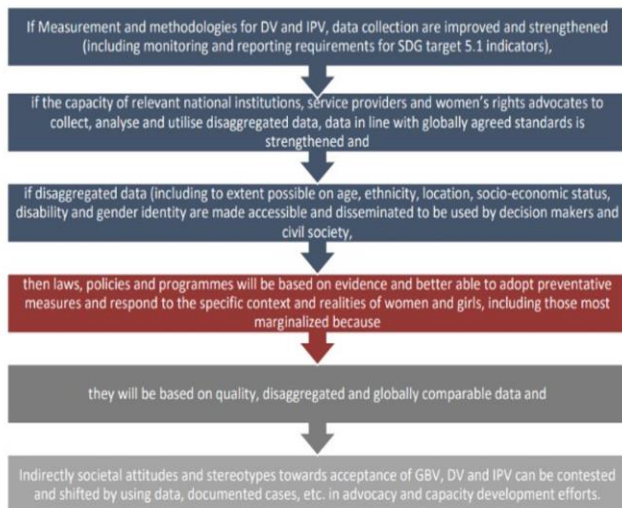 If Measurement and methodologies for DV and IPV, data collection are improved and strengthened
(including monitoring and reporting requirements for SDG target 5.1 indicators),
if the capacity of relevant national institutions, service providers and women's rights advocates to
collect, analyse and utilise disaggregated data, data in line with globally agreed standards is
strengthened and
if disaggregated data (including to extent possible on age, ethnicity, location, socio-economic status,
disability and gender identity are made accessible and disseminated to be used by decision makers and
civil society,
then laws, policies and programmes will be based on evidence and better able to adopt preventative
measures and respond to the specific context and realities of women and girls, including those most
marginalized because
they will be based on quality, disaggregated and globally comparable data and
Indirectly societal attitudes and stereotypes towards acceptance of GBV, DV and IPV can be contested
and shifted by using data, documented cases, etc. in advocacy and capacity development efforts.